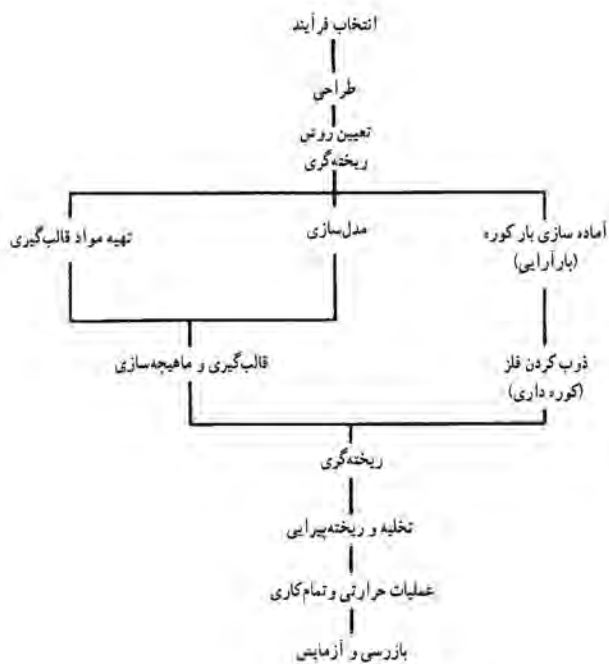 انتخاب فرآیند
طراحی
تعیین روش
ریخته‌گری
آماده سازی بار کوره
(بارآرایی)
مدل‌سازی
تهیه مواد قالب‌گیری
ذوب کردن فلز
(کوره داری)
قالب‌گیری و ماهیچه‌سازی
ریخته‌گری
تخلیه و ریخته‌پیرایی
عملیات حرارتی و تمام‌کاری
بازرسی و آزمایش